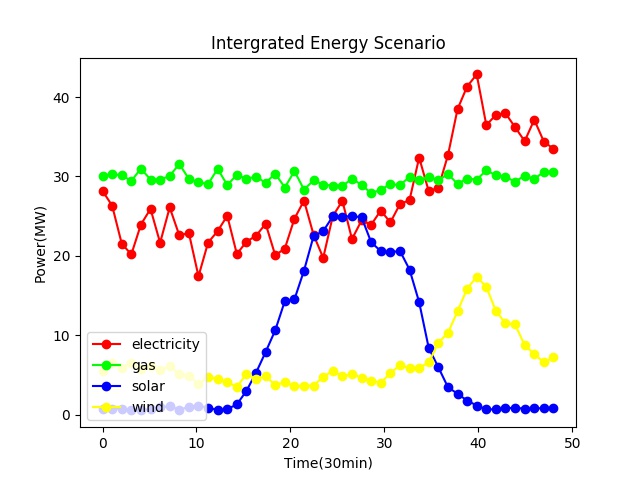 Intergrated Energy Scenario
Power(MW)
40
30
20
10
0
electricity
gas
solar
wind
0 10 20 30 40 50
Time(30min)